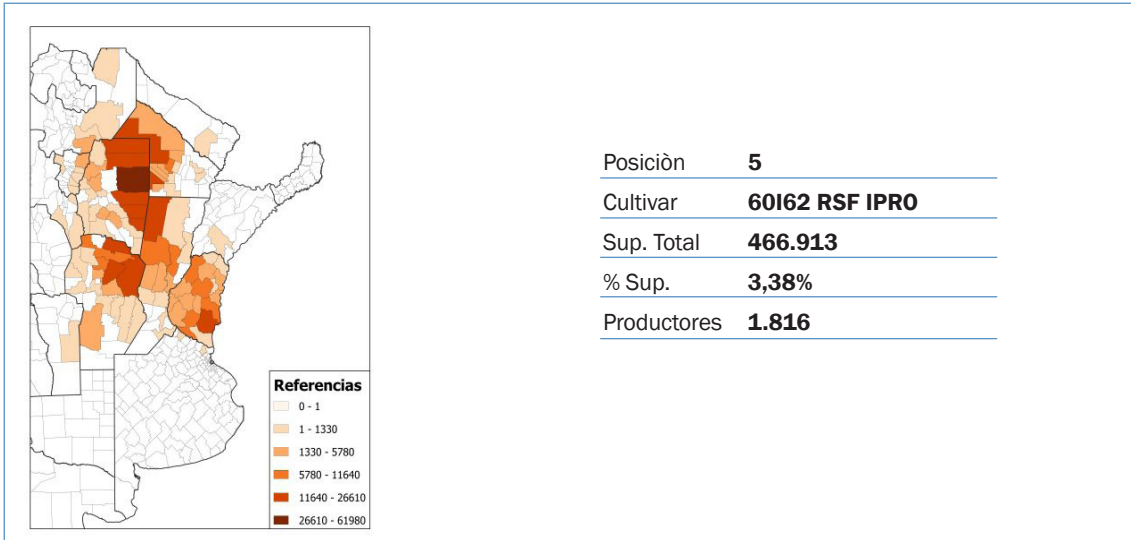 Referencias
0 - 1
1 - 1330
1330 - 5780
5780 - 11640
11640 - 26610
26610 - 61980
Posiciòn 5
Cultivar 60I62 RSF IPRO
Sup. Total 466.913
% Sup. 3,38%
Productores 1.816